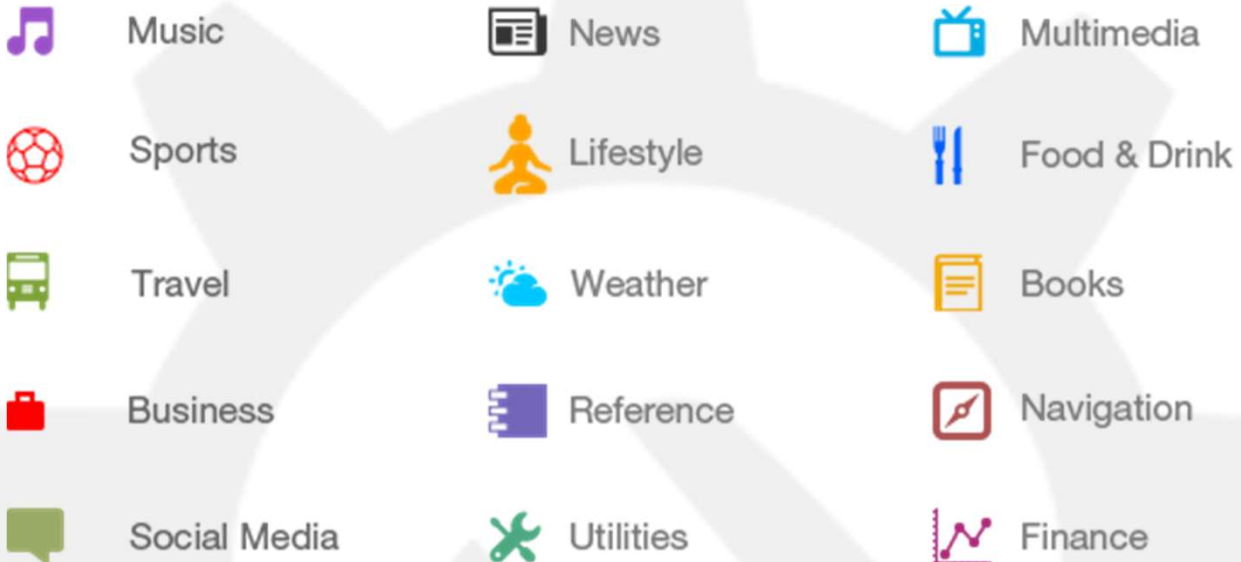 Music
News
Multimedia
Sports
Lifestyle
Food & Drink
Travel
Weather
Books
Business
Reference
Navigation
Social Media
Utilities
Finance